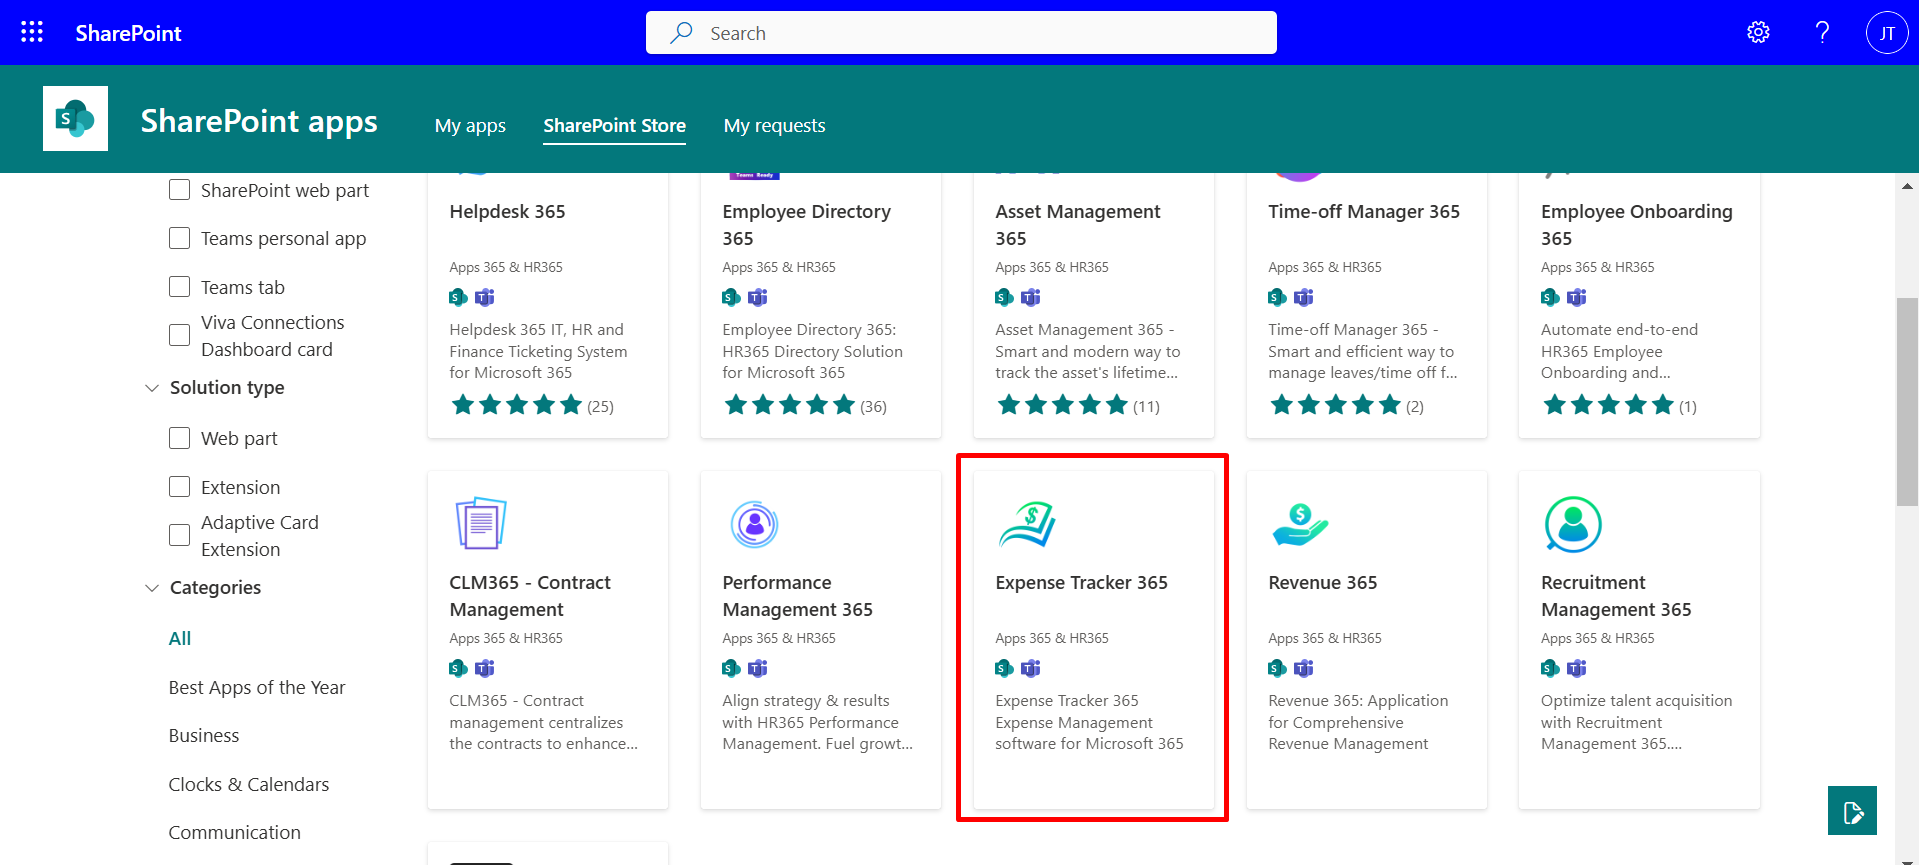 SharePoint
Search
JT
SharePoint apps
My apps
SharePoint Store
My requests
SharePoint web part
Teams personal app
Teams tab
Viva Connections
Dashboard card
Solution type
Web part
Extension
Adaptive Card
Extension
Categories
All
Best Apps of the Year
Business
Clocks & Calendars
Communication
Helpdesk 365
Apps 365 & HR365
Helpdesk 365 IT, HR and
Finance Ticketing System
for Microsoft 365
(25)
Teams Ready
Employee Directory
365
Apps 365 & HR365
Employee Directory 365:
HR365 Directory Solution
for Microsoft 365
(36)
Asset Management
365
Apps 365 & HR365
Asset Management 365 -
Smart and modern way to
track the asset's lifetime...
(11)
Time-off Manager 365
Apps 365 & HR365
Time-off Manager 365 -
Smart and efficient way to
manage leaves/time off f...
(2)
Employee Onboarding
365
Apps 365 & HR365
Automate end-to-end
HR365 Employee
Onboarding and...
(1)
CLM365 - Contract
Management
Apps 365 & HR365
CLM365 - Contract
management centralizes
the contracts to enhance...
Performance
Management 365
Apps 365 & HR365
Align strategy & results
with HR365 Performance
Management. Fuel growt...
Expense Tracker 365
Apps 365 & HR365
Expense Tracker 365
Expense Management
software for Microsoft 365
Revenue 365
Apps 365 & HR365
Revenue 365: Application
for Comprehensive
Revenue Management
Recruitment
Management 365
Apps 365 & HR365
Optimize talent acquisition
with Recruitment
Management 365....